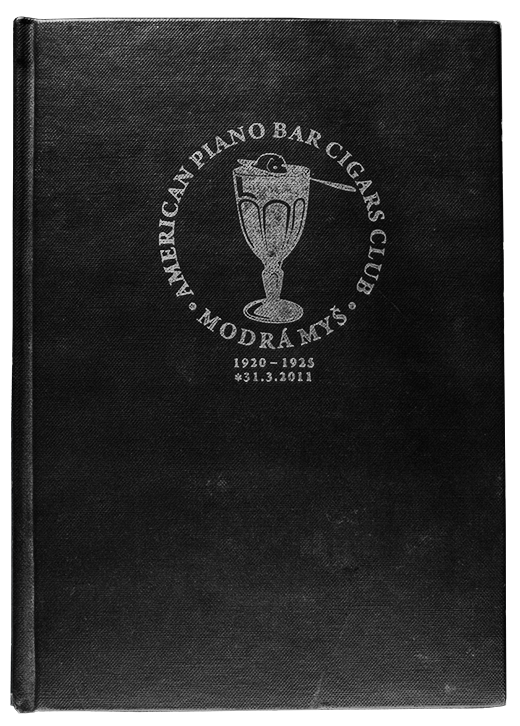 AMERICAN PIANO BAR CIGARS CLUB
• MODRÁ MYŠ •
1920 – 1925
*31.3.2011